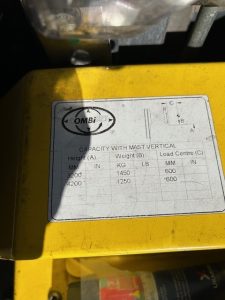 OMBi
C
CAPACITY WITH MAST VERTICAL
Height (A) Weight (B) Load Centre (C)
MM IN KG LB MM IN
1450 600
4200 1250 600